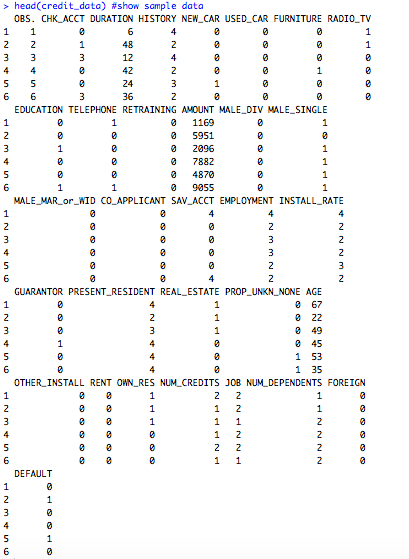 > head(credit_data) #show sample data
OBS. CHK_ACCT DURATION HISTORY NEW_CAR USED_CAR FURNITURE RADIO_TV
1 1 0 6 4 0 0 0 1
2 2 1 48 2 0 0 0 1
3 3 3 12 4 0 0 0 0
4 4 0 42 2 0 0 1 0
5 5 0 24 3 1 0 0 0
6 6 3 36 2 0 0 0 0
EDUCATION TELEPHONE RETRAINING AMOUNT MALE_DIV MALE_SINGLE
1 0 1 0 1169 0 1
2 0 0 0 5951 0 0
3 1 0 0 2096 0 1
4 0 0 0 7882 0 1
5 0 0 0 4870 0 1
6 1 1 0 9055 0 1
MALE_MAR_or_WID CO_APPLICANT SAV_ACCT EMPLOYMENT INSTALL_RATE
1 0 0 4 4 4
2 0 0 0 2 2
3 0 0 0 3 2
4 0 0 0 3 2
5 0 0 0 2 3
6 0 0 4 2 2
GUARANTOR PRESENT_RESIDENT REAL_ESTATE PROP_UNKN_NONE AGE
1 0 4 1 0 67
2 0 2 1 0 22
3 0 3 1 0 49
4 1 4 0 0 45
5 0 4 0 1 53
6 0 4 0 1 35
OTHER_INSTALL RENT OWN_RES NUM_CREDITS JOB NUM_DEPENDENTS FOREIGN
1 0 0 1 2 2 1 0
2 0 0 1 1 2 1 0
3 0 0 1 1 1 2 0
4 0 0 0 1 2 2 0
5 0 0 0 2 2 2 0
6 0 0 0 1 1 2 0
DEFAULT
1 0
2 1
3 0
4 0
5 1
6 0